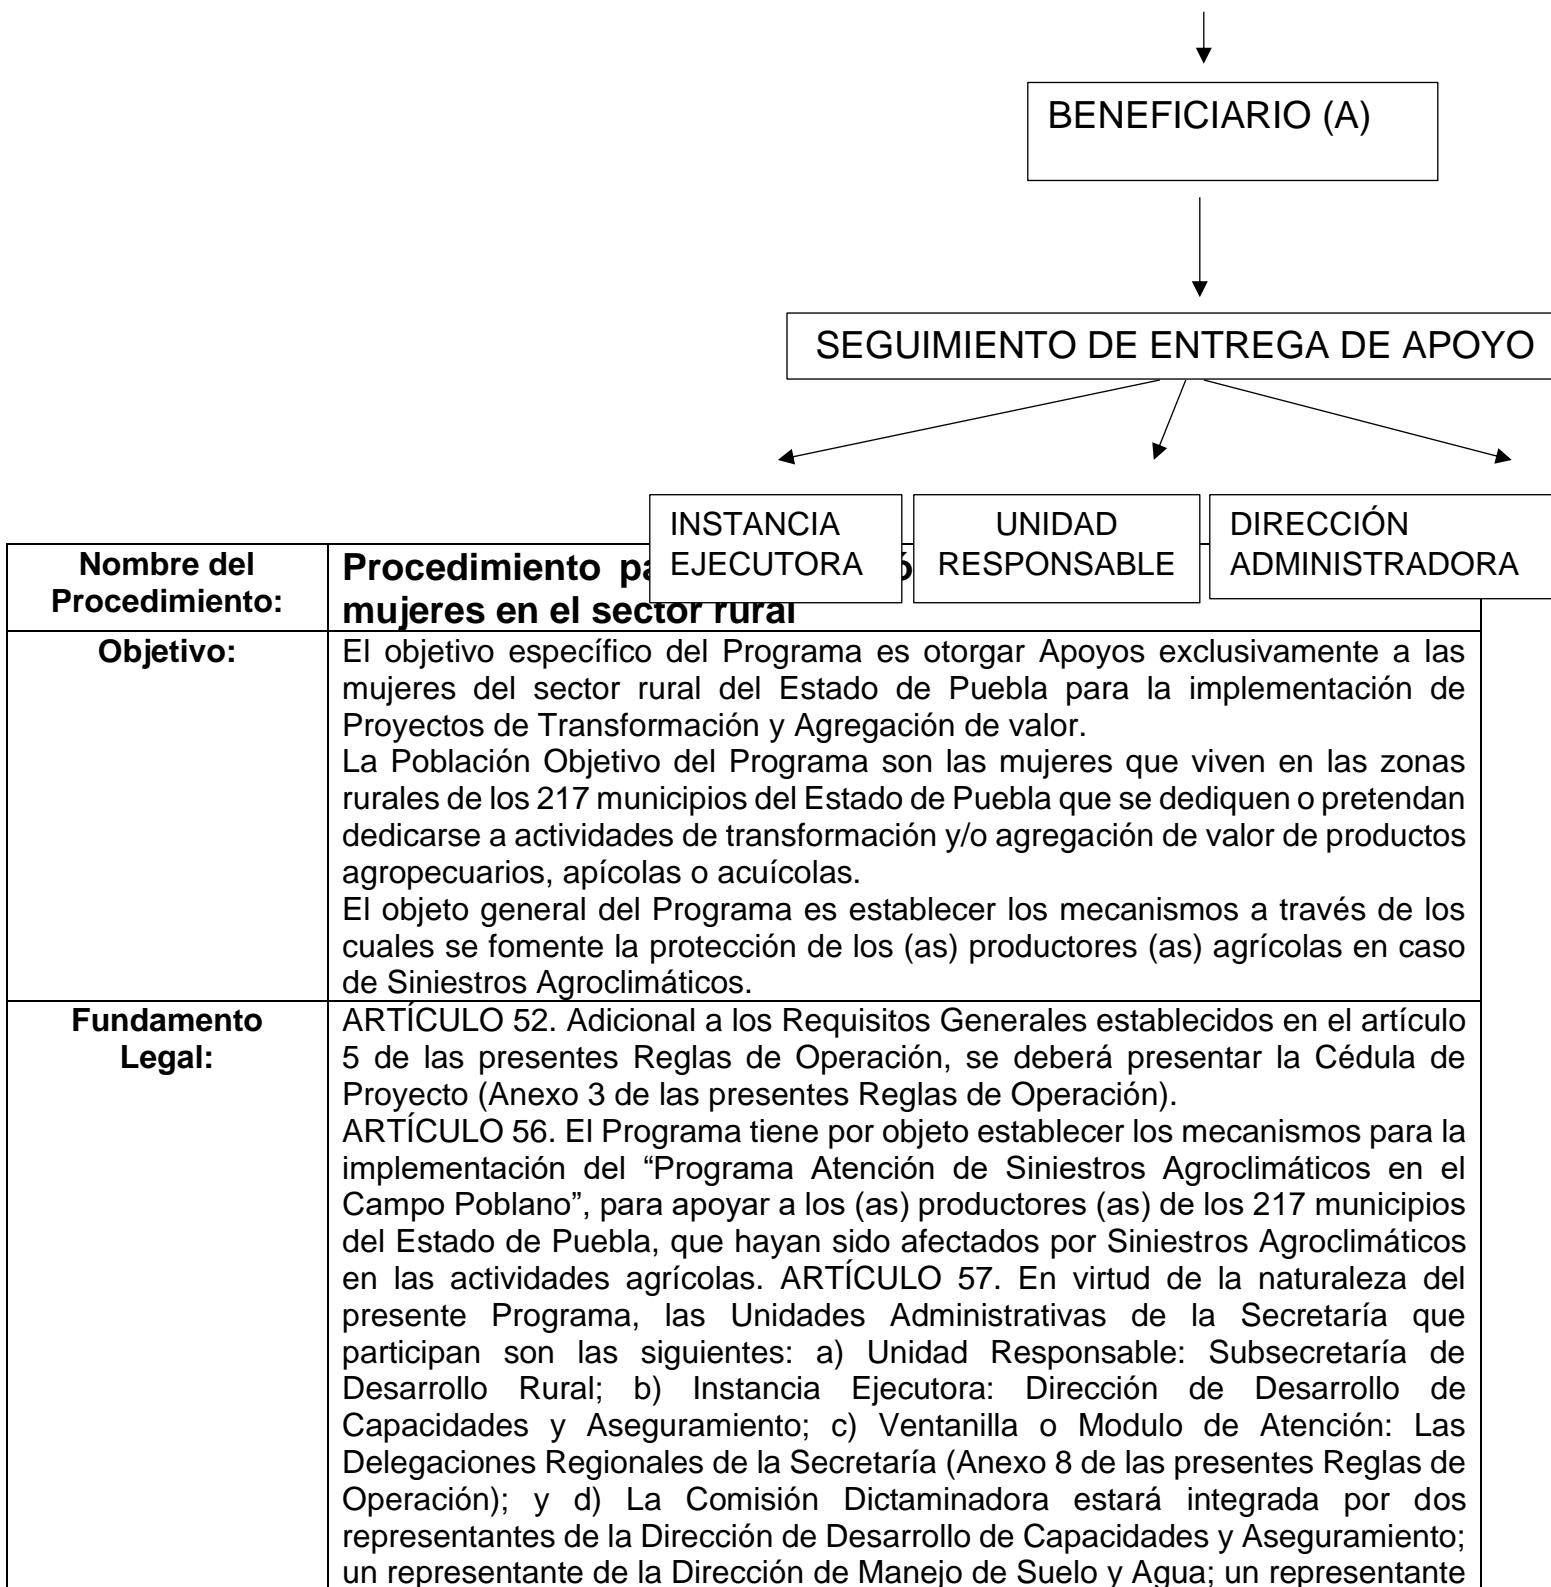 BENEFICIARIO (A)
SEGUIMIENTO DE ENTREGA DE APOYO
INSTANCIA
EJECUTORA
UNIDAD
RESPONSABLE
DIRECCIÓN
ADMINISTRADORA
Nombre del
Procedimiento:
Procedimiento
mujeres en el sector rural
Objetivo:
El objetivo específico del Programa es otorgar Apoyos exclusivamente a las
mujeres del sector rural del Estado de Puebla para la implementación de
Proyectos de Transformación y Agregación de valor.
La Población Objetivo del Programa son las mujeres que viven en las zonas
rurales de los 217 municipios del Estado de Puebla que se dediquen o pretendan
dedicarse a actividades de transformación y/o agregación de valor de productos
agropecuarios, apícolas o acuícolas.
El objeto general del Programa es establecer los mecanismos a través de los
cuales se fomente la protección de los (as) productores (as) agrícolas en caso
de Siniestros Agroclimáticos.
Fundamento
Legal:
ARTÍCULO 52. Adicional a los Requisitos Generales establecidos en el artículo
5 de las presentes Reglas de Operación, se deberá presentar la Cédula de
Proyecto (Anexo 3 de las presentes Reglas de Operación).
ARTÍCULO 56. El Programa tiene por objeto establecer los mecanismos para la
implementación del “Programa Atención de Siniestros Agroclimáticos en el
Campo Poblano”, para apoyar a los (as) productores (as) de los 217 municipios
del Estado de Puebla, que hayan sido afectados por Siniestros Agroclimáticos
en las actividades agrícolas. ARTÍCULO 57. En virtud de la naturaleza del
presente Programa, las Unidades Administrativas de la Secretaría que
participan son las siguientes: a) Unidad Responsable: Subsecretaría de
Desarrollo Rural; b) Instancia Ejecutora: Dirección de Desarrollo de
Capacidades y Aseguramiento; c) Ventanilla o Modulo de Atención: Las
Delegaciones Regionales de la Secretaría (Anexo 8 de las presentes Reglas de
Operación); y d) La Comisión Dictaminadora estará integrada por dos
representantes de la Dirección de Desarrollo de Capacidades y Aseguramiento;
un representante de la Dirección de Manejo de Suelo y Agua; un representante